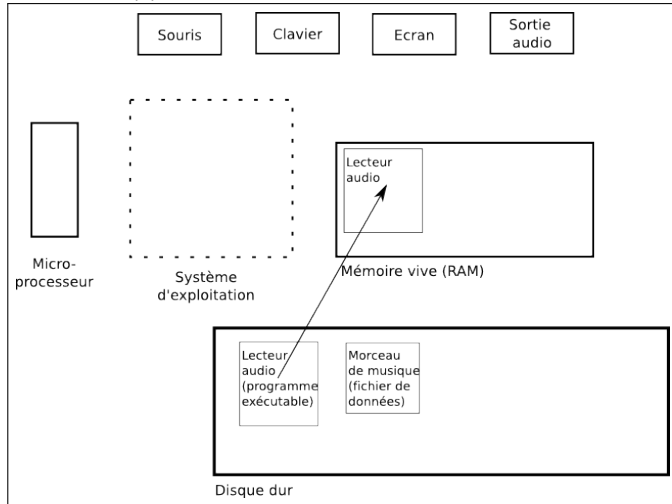 Souris
Clavier
Ecran
Sortie
audio
Lecteur
audio
Micro-
processeur
Système
d'exploitation
Mémoire vive (RAM)
Lecteur
audio
(programme
exécutable)
Morceau
de musique
(fichier de
données)
Disque dur